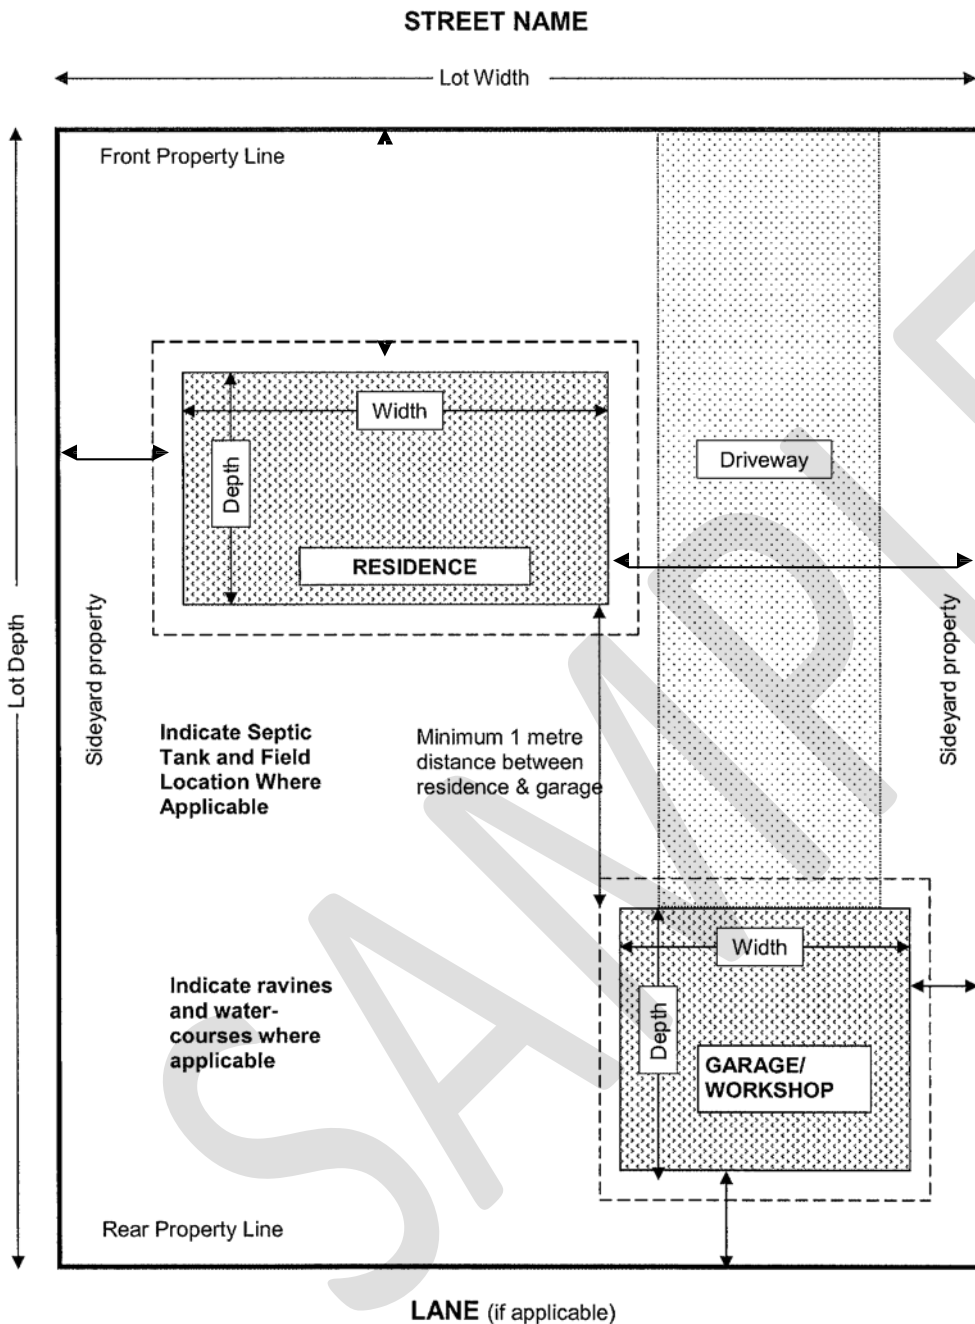 STREET NAME
Lot Width
Front Property Line
Width
Depth
Driveway
RESIDENCE
Lot Depth
Sideyard property
Sideyard property
Indicate Septic
Tank and Field
Location Where
Applicable
Minimum 1 metre
distance between
residence & garage
Width
Indicate ravines
and water-
courses where
applicable
Depth
GARAGE/
WORKSHOP
Rear Property Line
LANE (if applicable)
SAMPLE